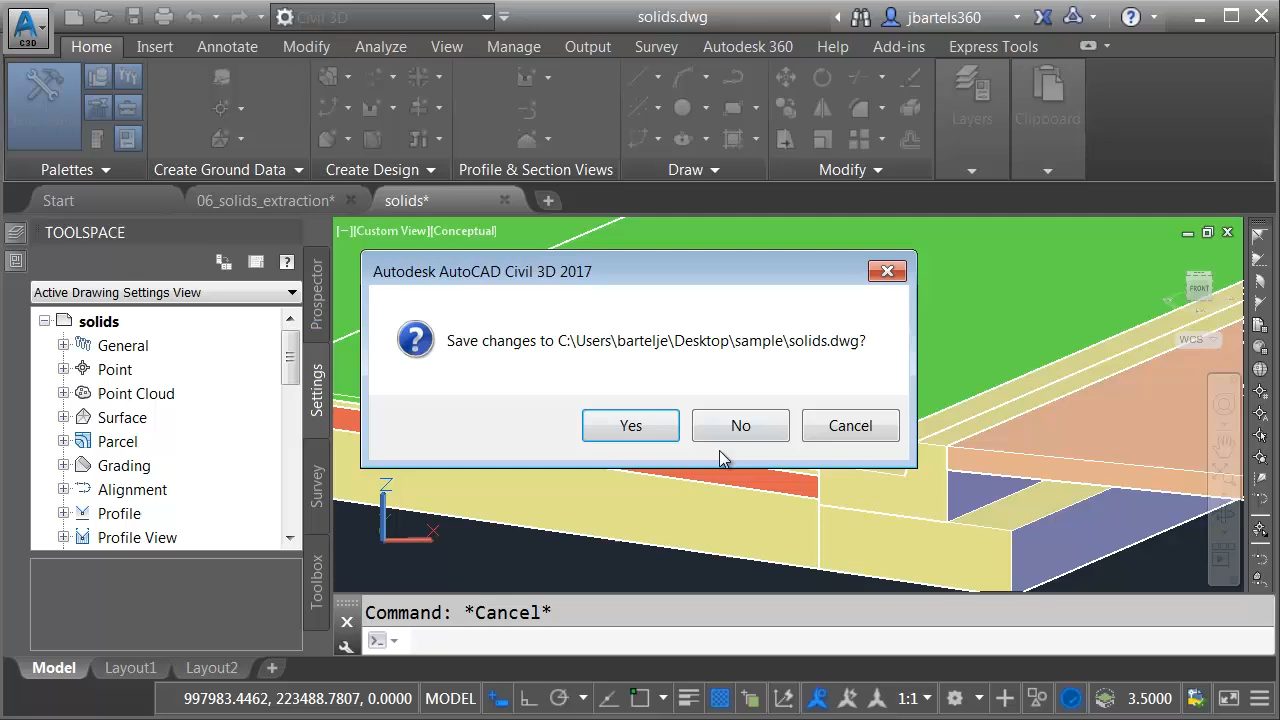 Civil 3D
solids.dwg
jbartels360
C3D
Home
Insert
Annotate
Modify
Analyze
View
Manage
Output
Survey
Autodesk 360
Help
Add-ins
Express Tools
Layers
Clipboard
Palettes
Create Ground Data
Create Design
Profile & Section Views
Draw
Modify
Start
06_solids_extraction*
solids*
TOOLSPACE
[−][Custom View][Conceptual]
Active Drawing Settings View
solids
General
Point
Point Cloud
Surface
Parcel
Grading
Alignment
Profile
Profile View
Prospector
Settings
Survey
Toolbox
Autodesk AutoCAD Civil 3D 2017
Save changes to C:\Users\bartelje\Desktop\sample\solids.dwg?
Yes
No
Cancel
FRONT
WCS
Z
X
Command: *Cancel*
Model
Layout1
Layout2
997983.4462, 223488.7807, 0.0000
MODEL
1:1
3.5000